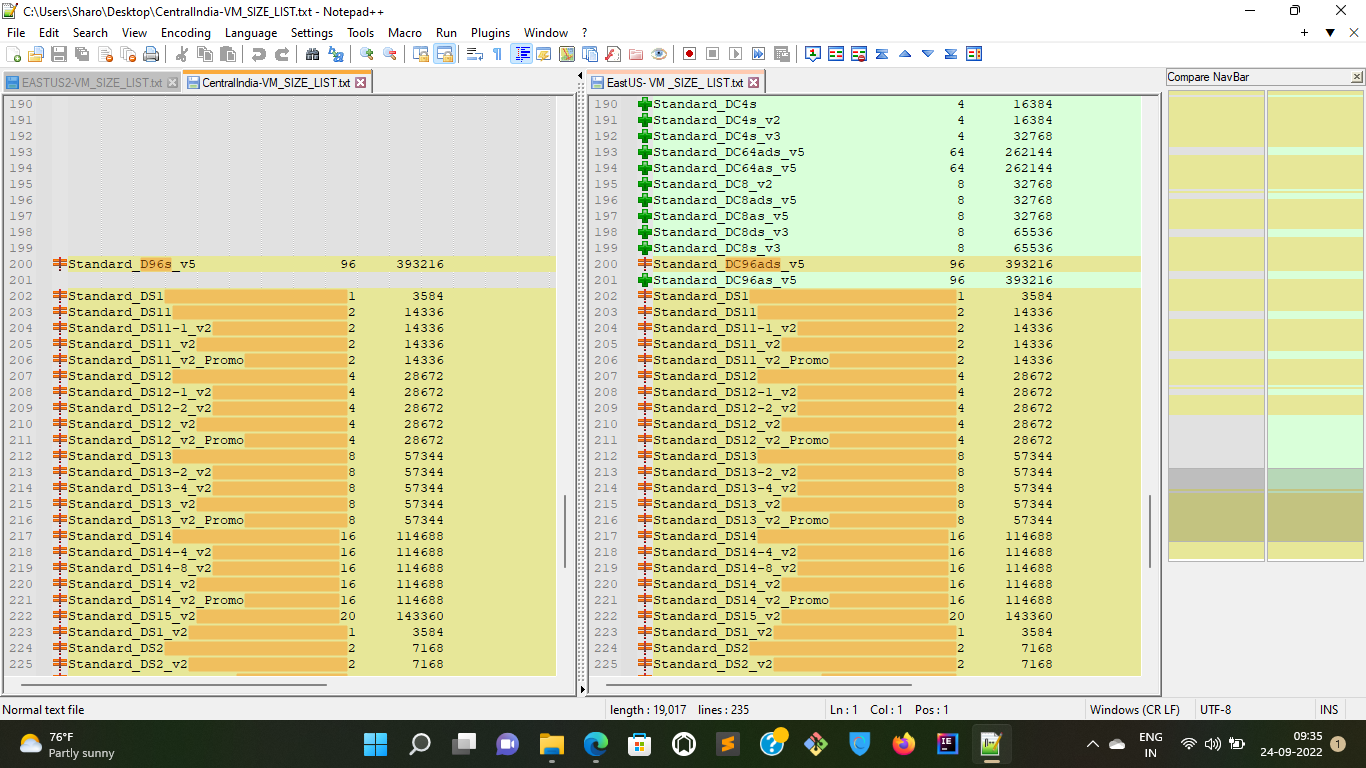 C:\Users\Sharo\Desktop\CentralIndia-VM_SIZE_LIST.txt - Notepad++
File Edit Search View Encoding Language Settings Tools Macro Run Plugins Window ?
EASTUS2-VM_SIZE_LIST.txt CentralIndia-VM_SIZE_LIST.txt EastUS- VM _SIZE_ LIST.txt Compare NavBar
190 190 Standard_DC4s 4 16384
191 191 Standard_DC4s_v2 4 16384
192 192 Standard_DC4s_v3 4 32768
193 193 Standard_DC64ads_v5 64 262144
194 194 Standard_DC64as_v5 64 262144
195 195 Standard_DC8_v2 8 32768
196 196 Standard_DC8ads_v5 8 32768
197 197 Standard_DC8as_v5 8 32768
198 198 Standard_DC8ds_v3 8 65536
199 199 Standard_DC8s_v3 8 65536
200 Standard_D96s_v5 96 393216 200 Standard_DC96ads_v5 96 393216
201 201 Standard_DC96as_v5 96 393216
202 Standard_DS1 1 3584 202 Standard_DS1 1 3584
203 Standard_DS11 2 14336 203 Standard_DS11 2 14336
204 Standard_DS11-1_v2 2 14336 204 Standard_DS11-1_v2 2 14336
205 Standard_DS11_v2 2 14336 205 Standard_DS11_v2 2 14336
206 Standard_DS11_v2_Promo 2 14336 206 Standard_DS11_v2_Promo 2 14336
207 Standard_DS12 4 28672 207 Standard_DS12 4 28672
208 Standard_DS12-1_v2 4 28672 208 Standard_DS12-1_v2 4 28672
209 Standard_DS12-2_v2 4 28672 209 Standard_DS12-2_v2 4 28672
210 Standard_DS12_v2 4 28672 210 Standard_DS12_v2 4 28672
211 Standard_DS12_v2_Promo 4 28672 211 Standard_DS12_v2_Promo 4 28672
212 Standard_DS13 8 57344 212 Standard_DS13 8 57344
213 Standard_DS13-2_v2 8 57344 213 Standard_DS13-2_v2 8 57344
214 Standard_DS13-4_v2 8 57344 214 Standard_DS13-4_v2 8 57344
215 Standard_DS13_v2 8 57344 215 Standard_DS13_v2 8 57344
216 Standard_DS13_v2_Promo 8 57344 216 Standard_DS13_v2_Promo 8 57344
217 Standard_DS14 16 114688 217 Standard_DS14 16 114688
218 Standard_DS14-4_v2 16 114688 218 Standard_DS14-4_v2 16 114688
219 Standard_DS14-8_v2 16 114688 219 Standard_DS14-8_v2 16 114688
220 Standard_DS14_v2 16 114688 220 Standard_DS14_v2 16 114688
221 Standard_DS14_v2_Promo 16 114688 221 Standard_DS14_v2_Promo 16 114688
222 Standard_DS15_v2 20 143360 222 Standard_DS15_v2 20 143360
223 Standard_DS1_v2 1 3584 223 Standard_DS1_v2 1 3584
224 Standard_DS2 2 7168 224 Standard_DS2 2 7168
225 Standard_DS2_v2 2 7168 225 Standard_DS2_v2 2 7168
Normal text file length : 19,017 lines : 235 Ln : 1 Col : 1 Pos : 1 Windows (CR LF) UTF-8 INS
76°F
Partly sunny
ENG
IN
09:35
24-09-2022
1